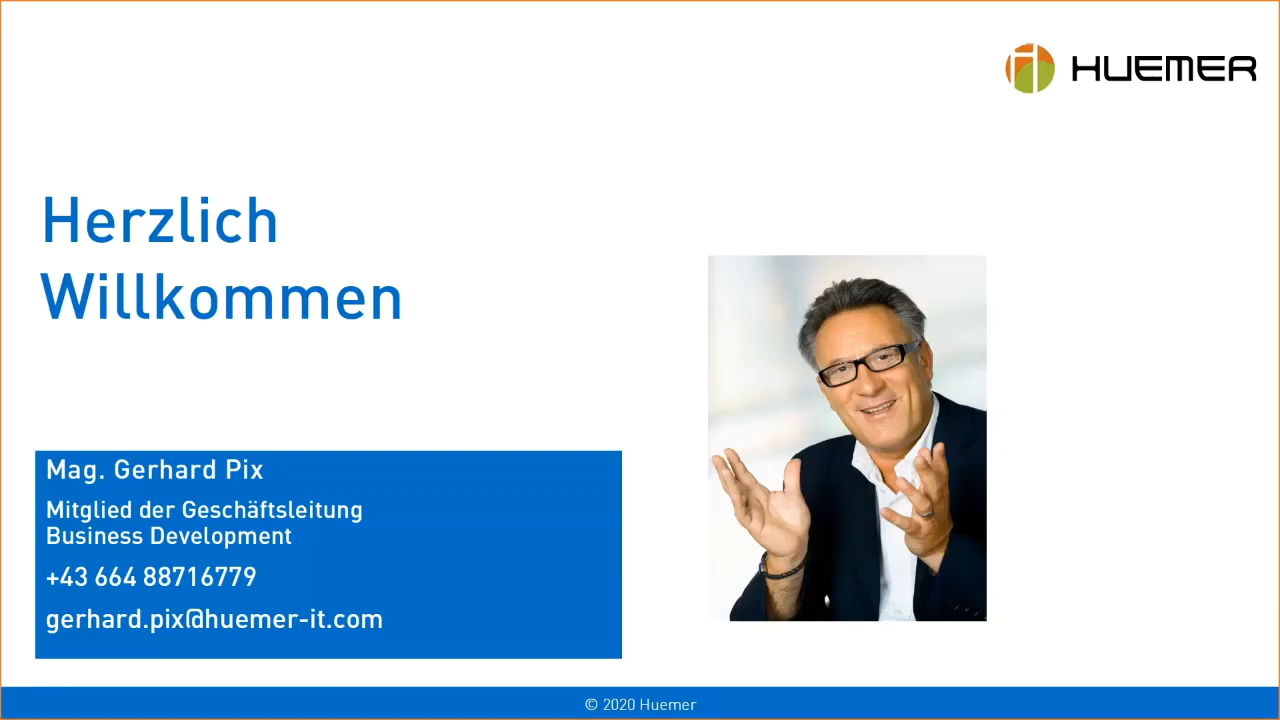 HUEMER
Herzlich
Willkommen
Mag. Gerhard Pix
Mitglied der Geschäftsleitung
Business Development
+43 664 88716779
gerhard.pix@huemer-it.com
© 2020 Huemer